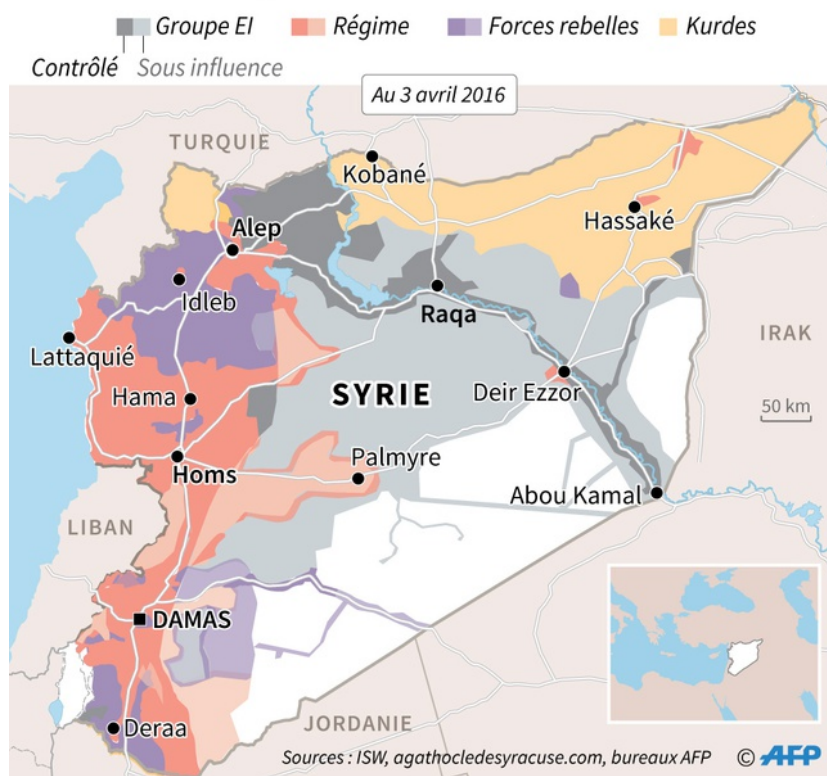 Groupe EI
Régime
Forces rebelles
Kurdes
Contrôlé
Sous influence
Au 3 avril 2016
TURQUIE
Kobané
Alep
Hassaké
Idleb
Raqa
Lattaquié
IRAK
SYRIE
Deir Ezzor
Hama
50 km
Palmyre
Homs
Abou Kamal
LIBAN
DAMAS
Deraa
JORDANIE
Sources : ISW, agathocledesyracuse.com, bureaux AFP © AFP